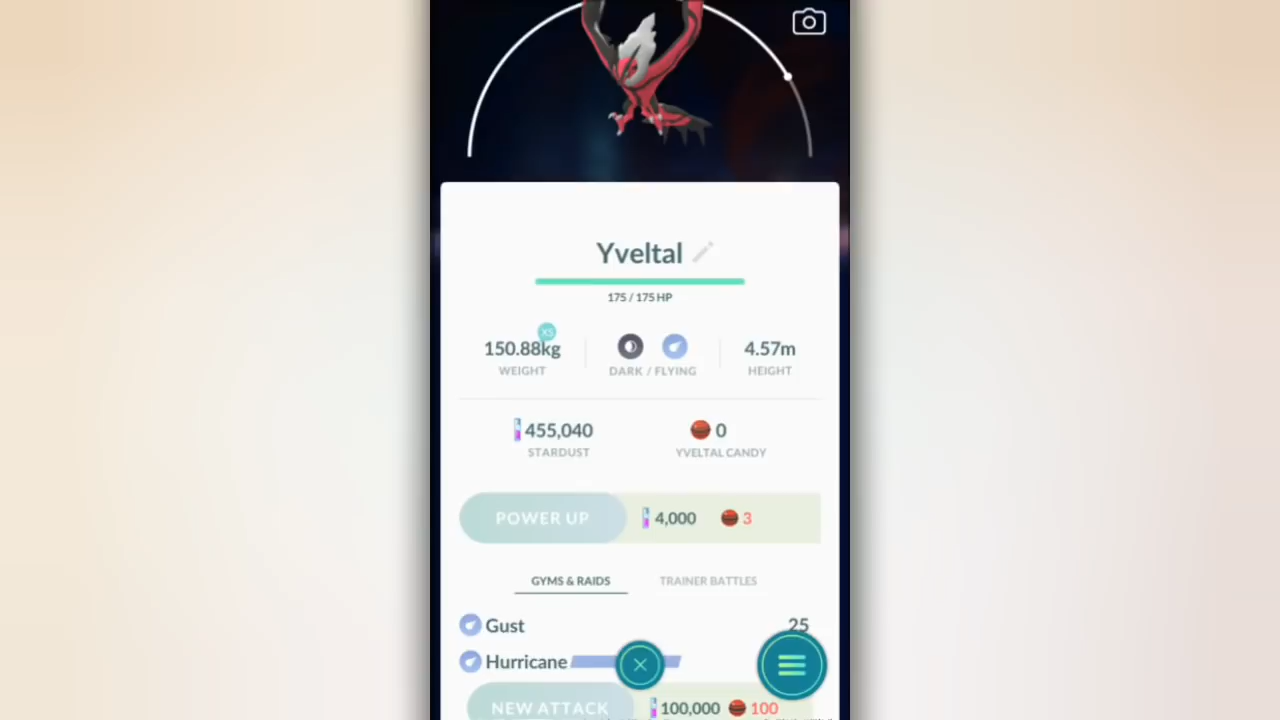 Yveltal
175 / 175 HP
XS
150.88kg
WEIGHT
DARK / FLYING
4.57m
HEIGHT
455,040
STARDUST
0
YVELTAL CANDY
POWER UP
4,000
3
GYMS & RAIDS
TRAINER BATTLES
Gust
25
Hurricane
NEW ATTACK
100,000
100